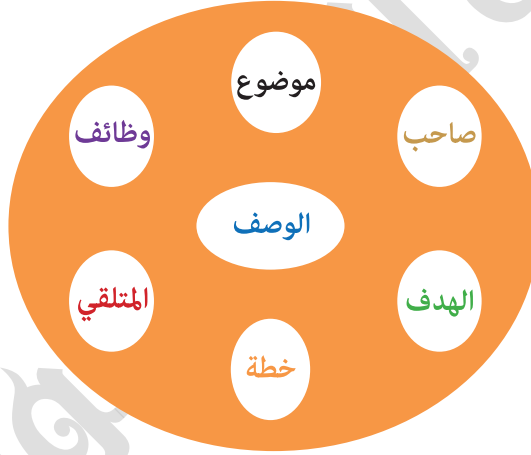 موضوع
صاحب
وظائف
الوصف
الهدف
المتلقي
خطة